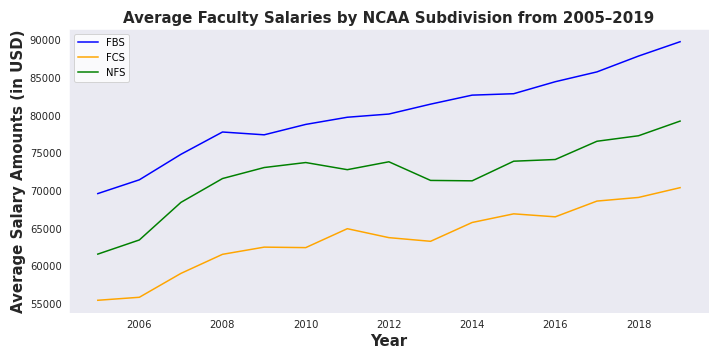 Average Faculty Salaries by NCAA Subdivision from 2005–2019
FBS
FCS
NFS
90000
85000
80000
75000
70000
65000
60000
55000
Average Salary Amounts (in USD)
2006 2008 2010 2012 2014 2016 2018
Year